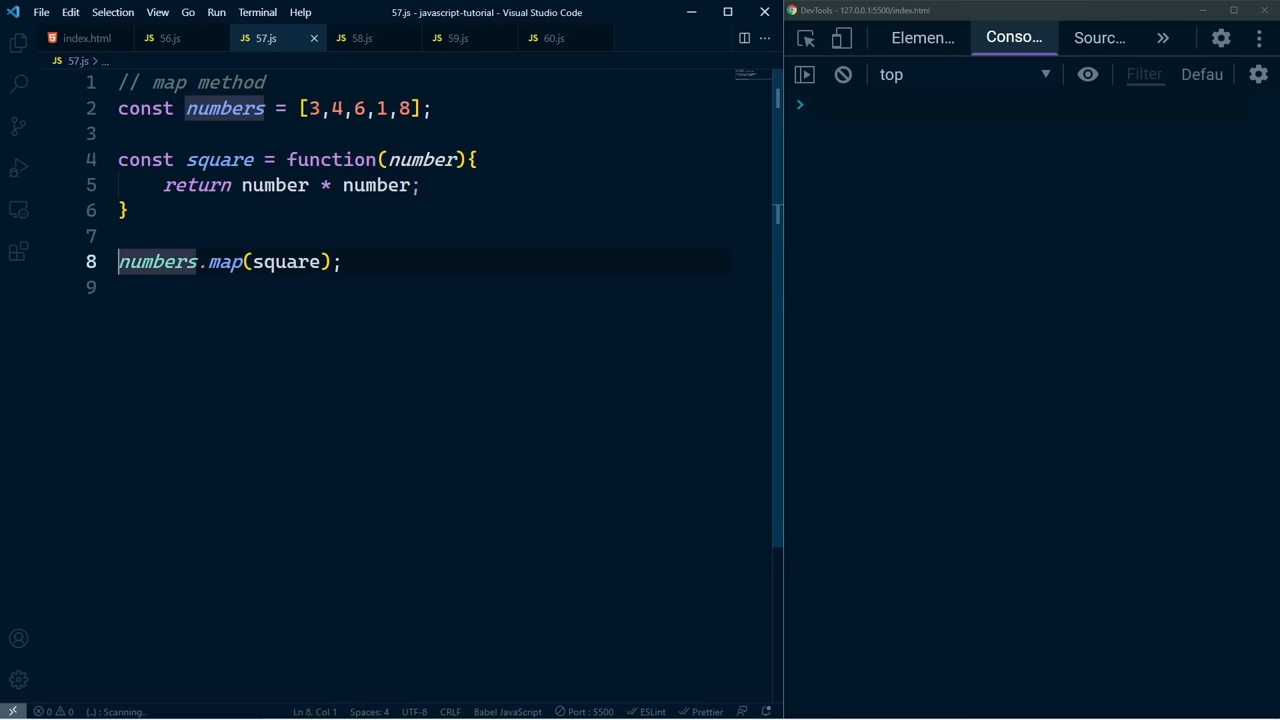 File Edit Selection View Go Run Terminal Help 57.js - javascript-tutorial - Visual Studio Code
index.html JS 56.js JS 57.js JS 58.js JS 59.js JS 60.js
JS 57.js > ...
1 // map method
2 const numbers = [3,4,6,1,8];
3
4 const square = function(number){
5 return number * number;
6 }
7
8 numbers.map(square);
9
0 0 {..} : Scanning.. Ln 8, Col 1 Spaces: 4 UTF-8 CRLF Babel JavaScript Port : 5500 ESLint Prettier
DevTools - 127.0.0.1:5500/index.html
Elemen... Conso... Sourc... »
top Filter Defau
>